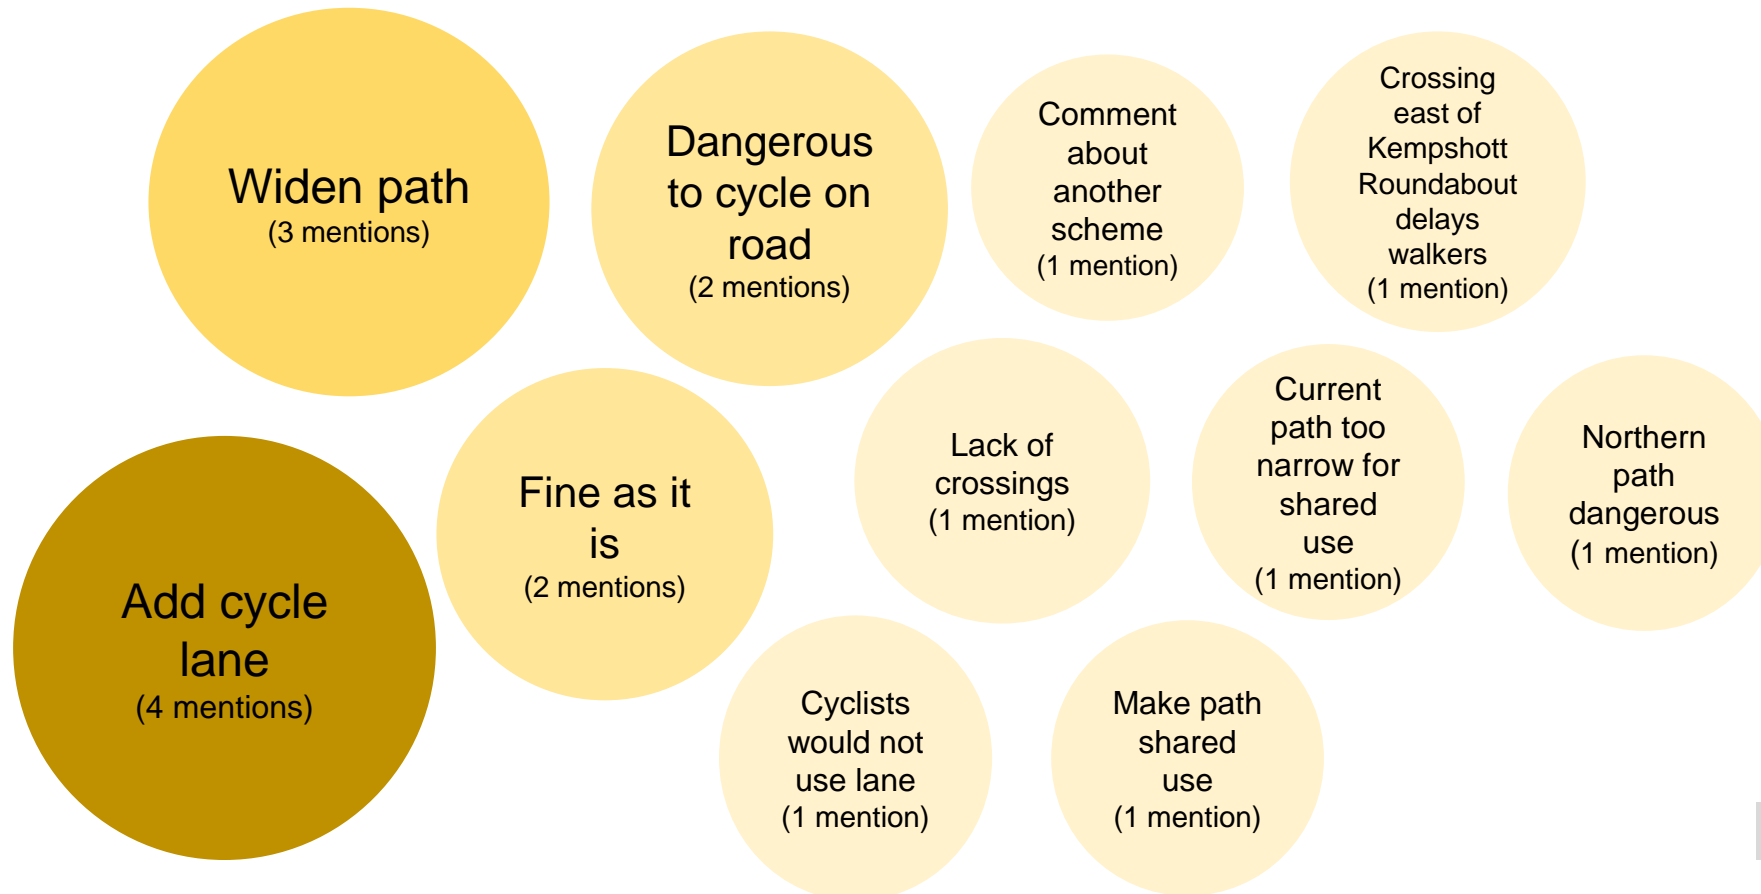 Widen path
(3 mentions)
Dangerous
to cycle on
road
(2 mentions)
Comment
about
another
scheme
(1 mention)
Crossing
east of
Kempshott
Roundabout
delays
walkers
(1 mention)
Add cycle
lane
(4 mentions)
Fine as it
is
(2 mentions)
Lack of
crossings
(1 mention)
Current
path too
narrow for
shared
use
(1 mention)
Northern
path
dangerous
(1 mention)
Cyclists
would not
use lane
(1 mention)
Make path
shared
use
(1 mention)